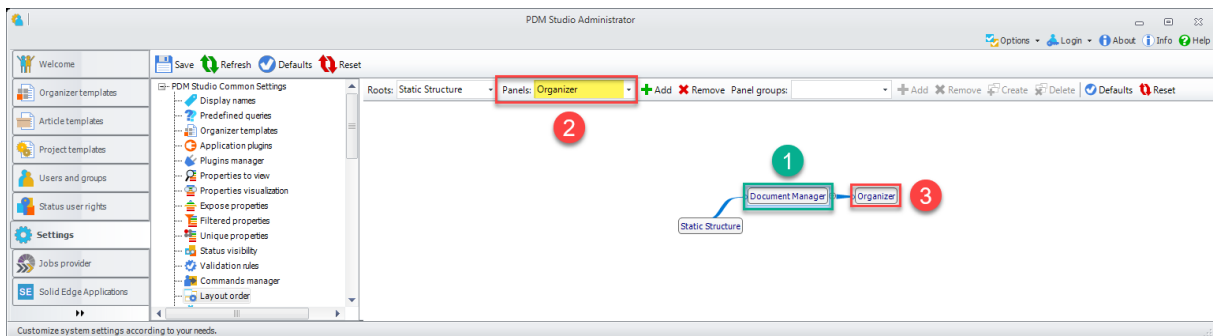 PDM Studio Administrator
Options Login About Info Help
Welcome
Organizer templates
Article templates
Project templates
Users and groups
Status user rights
Settings
Jobs provider
SE Solid Edge Applications
Save Refresh Defaults Reset
PDM Studio Common Settings
Display names
Predefined queries
Organizer templates
Application plugins
Plugins manager
Properties to view
Properties visualization
Expose properties
Filtered properties
Unique properties
Status visibility
Validation rules
Commands manager
Layout order
Roots: Static Structure Panels: Organizer Add Remove Panel groups: Add Remove Create Delete Defaults Reset
2
1
Document Manager Organizer 3
Static Structure
Customize system settings according to your needs.